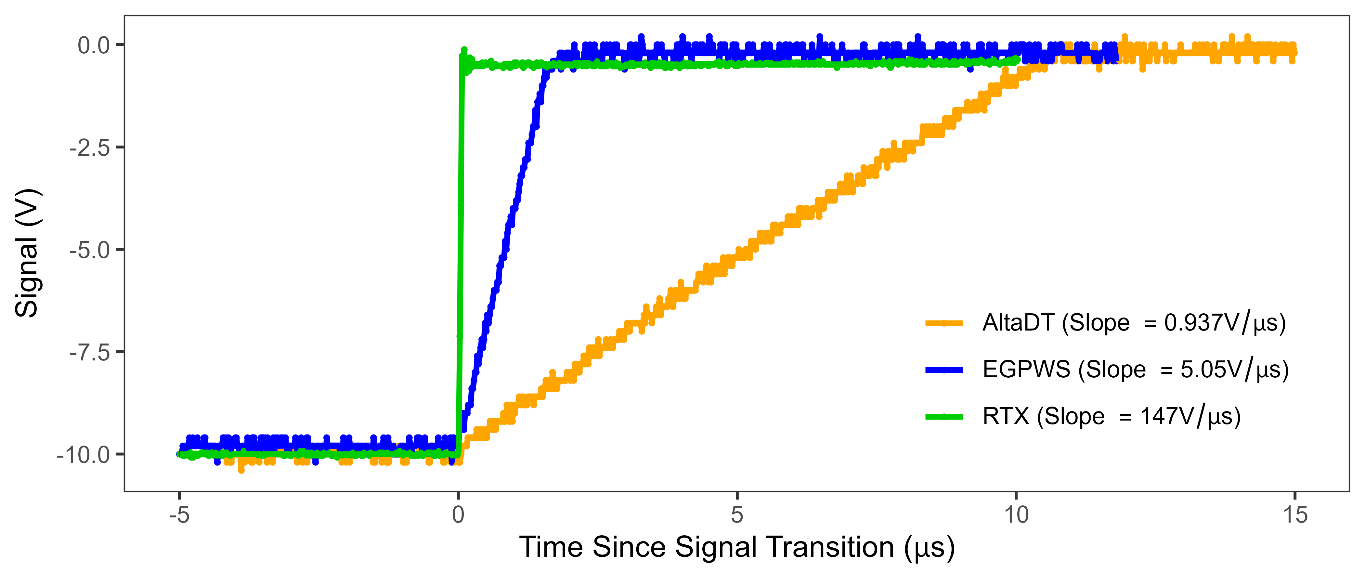 0.0
-2.5
-5.0
-7.5
-10.0
Signal (V)
AltaDT (Slope = 0.937V/µs)
EGPWS (Slope = 5.05V/µs)
RTX (Slope = 147V/µs)
-5
0
5
10
15
Time Since Signal Transition (µs)